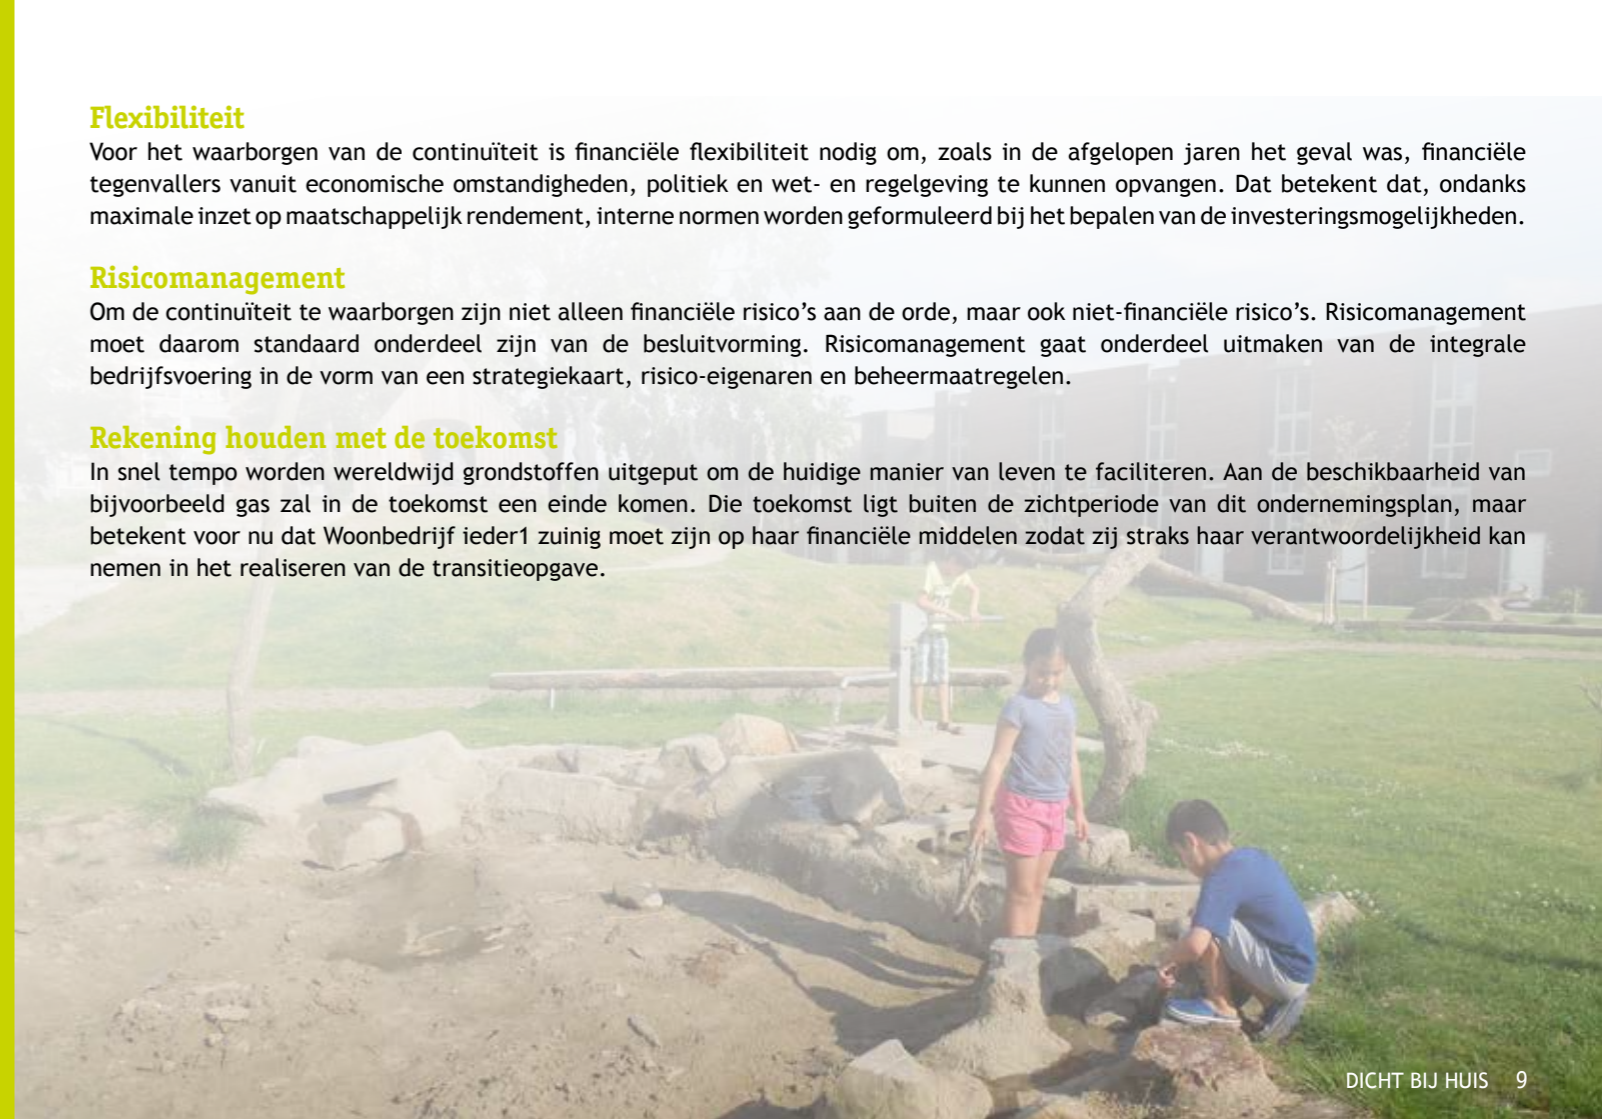 Flexibiliteit
Voor het waarborgen van de continuïteit is financiële flexibiliteit nodig om, zoals in de afgelopen jaren het geval was, financiële
tegenvallers vanuit economische omstandigheden, politiek en wet- en regelgeving te kunnen opvangen. Dat betekent dat, ondanks
maximale inzet op maatschappelijk rendement, interne normen worden geformuleerd bij het bepalen van de investeringsmogelijkheden.
Risicomanagement
Om de continuïteit te waarborgen zijn niet alleen financiële risico’s aan de orde, maar ook niet-financiële risico’s. Risicomanagement
moet daarom standaard onderdeel zijn van de besluitvorming. Risicomanagement gaat onderdeel uitmaken van de integrale
bedrijfsvoering in de vorm van een strategiekaart, risico-eigenaren en beheermaatregelen.
Rekening houden met de toekomst
In snel tempo worden wereldwijd grondstoffen uitgeput om de huidige manier van leven te faciliteren. Aan de beschikbaarheid van
bijvoorbeeld gas zal in de toekomst een einde komen. Die toekomst ligt buiten de zichtperiode van dit ondernemingsplan, maar
betekent voor nu dat Woonbedrijf ieder1 zuinig moet zijn op haar financiële middelen zodat zij straks haar verantwoordelijkheid kan
nemen in het realiseren van de transitieopgave.
DICHT BIJ HUIS 9